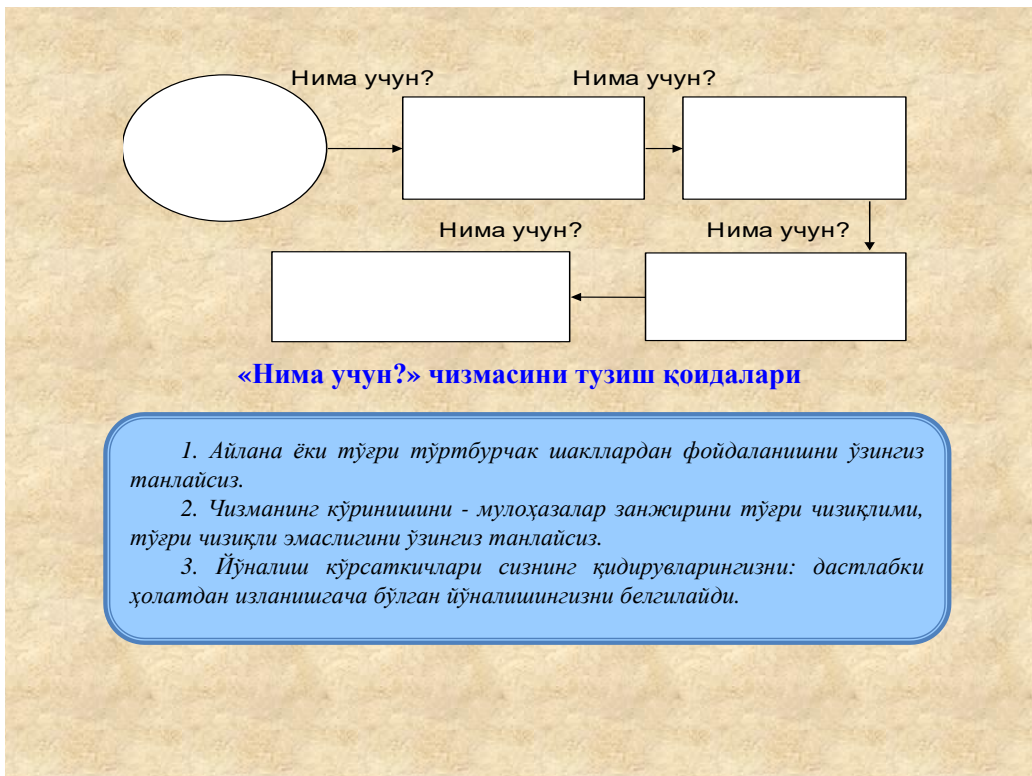 Нима учун? Нима учун?
Нима учун? Нима учун?
«Нима учун?» чизмасини тузиш қоидалари
1. Айлана ёки тўғри тўртбурчак шакллардан фойдаланишни ўзингиз
танлайсиз.
2. Чизманинг кўринишини - мулоҳазалар занжирини тўғри чизиқлими,
тўғри чизиқли эмаслигини ўзингиз танлайсиз.
3. Йўналиш кўрсаткичлари сизнинг қидирувларингизни: дастлабки
ҳолатдан изланишгача бўлган йўналишингизни белгилайди.